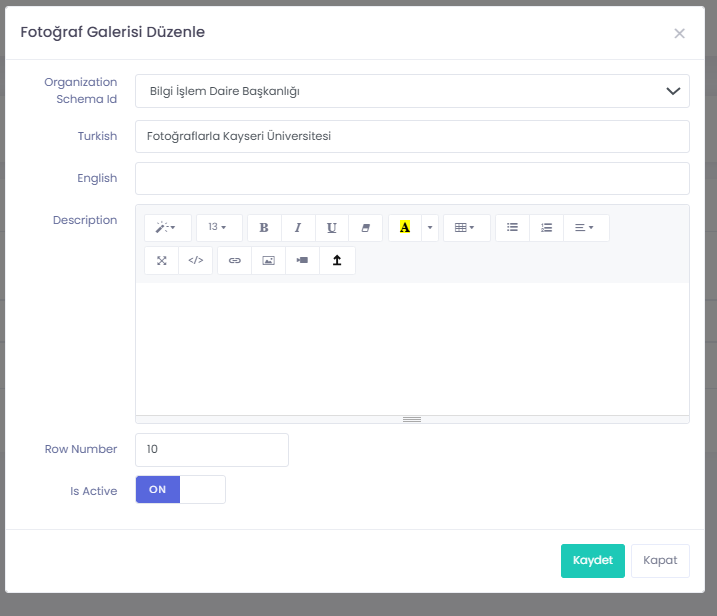 Fotoğraf Galerisi Düzenle
×
Organization
Schema Id
Bilgi İşlem Daire Başkanlığı
Turkish
Fotoğraflarla Kayseri Üniversitesi
English
Description
13
B I U A
</>
Row Number
10
Is Active
ON
Kaydet
Kapat